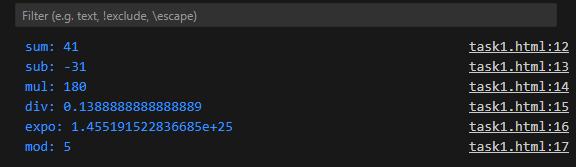 Filter (e.g. text, !exclude, \escape)
sum: 41 task1.html:12
sub: -31 task1.html:13
mul: 180 task1.html:14
div: 0.1388888888888889 task1.html:15
expo: 1.455191522836685e+25 task1.html:16
mod: 5 task1.html:17